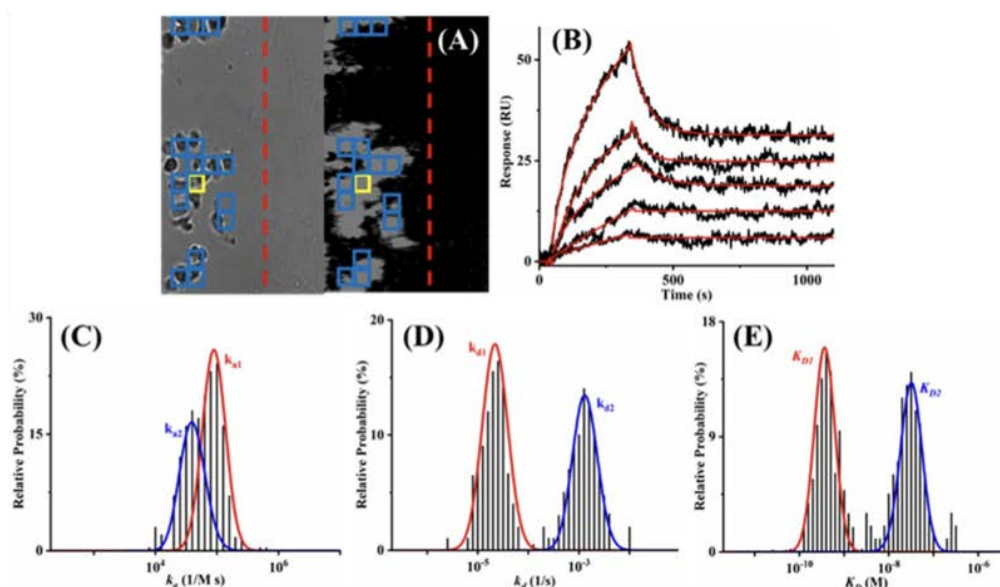 (A)
(B)
50
25
0
Response (RU)
0
500
1000
Time (s)
(C)
30
15
0
Relative Probability (%)
ka1
ka2
10^4
10^6
ka (1/M s)
(D)
20
10
0
Relative Probability (%)
kd1
kd2
10^-5
10^-3
kd (1/s)
(E)
18
9
0
Relative Probability (%)
KD1
KD2
10^-10
10^-8
10^-6
KD (M)